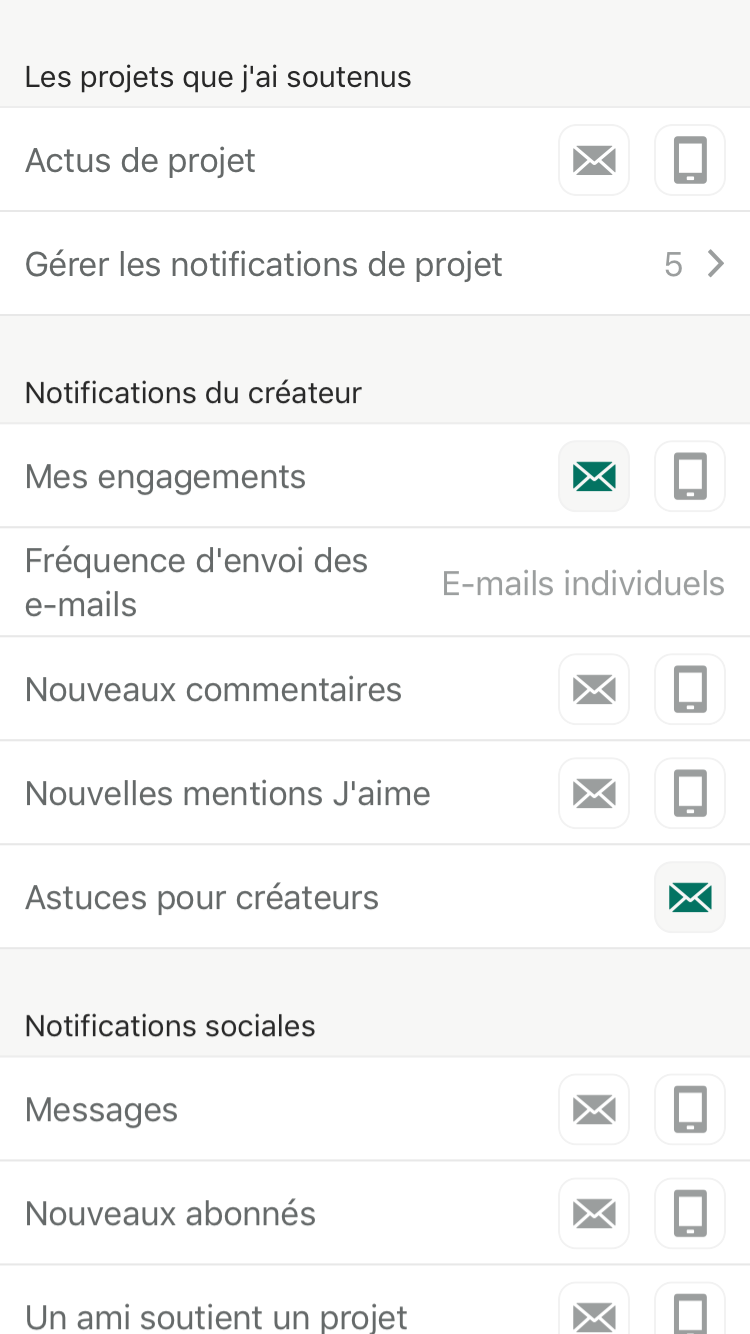 Les projets que j'ai soutenus
Actus de projet
Gérer les notifications de projet 5
Notifications du créateur
Mes engagements
Fréquence d'envoi des
e-mails
E-mails individuels
Nouveaux commentaires
Nouvelles mentions J'aime
Astuces pour créateurs
Notifications sociales
Messages
Nouveaux abonnés
Un ami soutient un projet